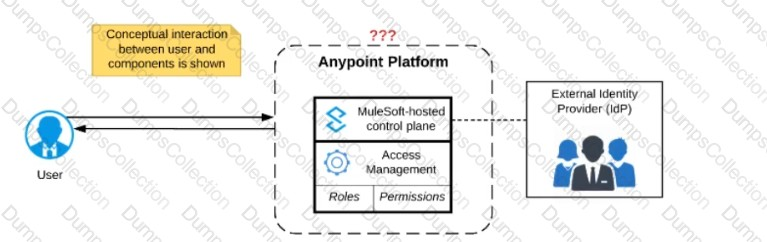 Conceptual interaction
between user and
components is shown
???
Anypoint Platform
MuleSoft-hosted
control plane
Access
Management
Roles
Permissions
External Identity
Provider (IdP)
User
DumpsCollection